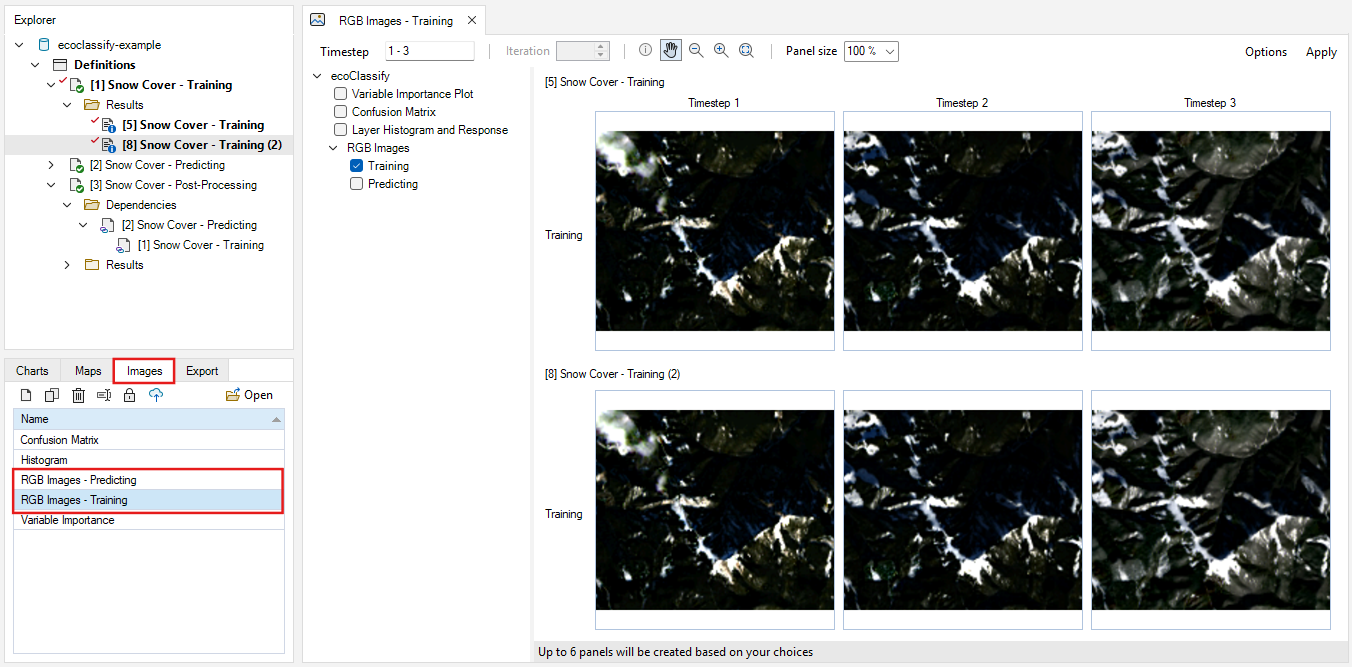 Explorer
ecoclassify-example
Definitions
[1] Snow Cover - Training
Results
[5] Snow Cover - Training
[8] Snow Cover - Training (2)
[2] Snow Cover - Predicting
[3] Snow Cover - Post-Processing
Dependencies
[2] Snow Cover - Predicting
[1] Snow Cover - Training
Results
Charts Maps Images Export
Open
Name
Confusion Matrix
Histogram
RGB Images - Predicting
RGB Images - Training
Variable Importance
RGB Images - Training
Timestep 1 - 3 Iteration Panel size 100 % Options Apply
ecoClassify
Variable Importance Plot
Confusion Matrix
Layer Histogram and Response
RGB Images
Training
Predicting
[5] Snow Cover - Training
Timestep 1 Timestep 2 Timestep 3
Training
[8] Snow Cover - Training (2)
Training
Up to 6 panels will be created based on your choices